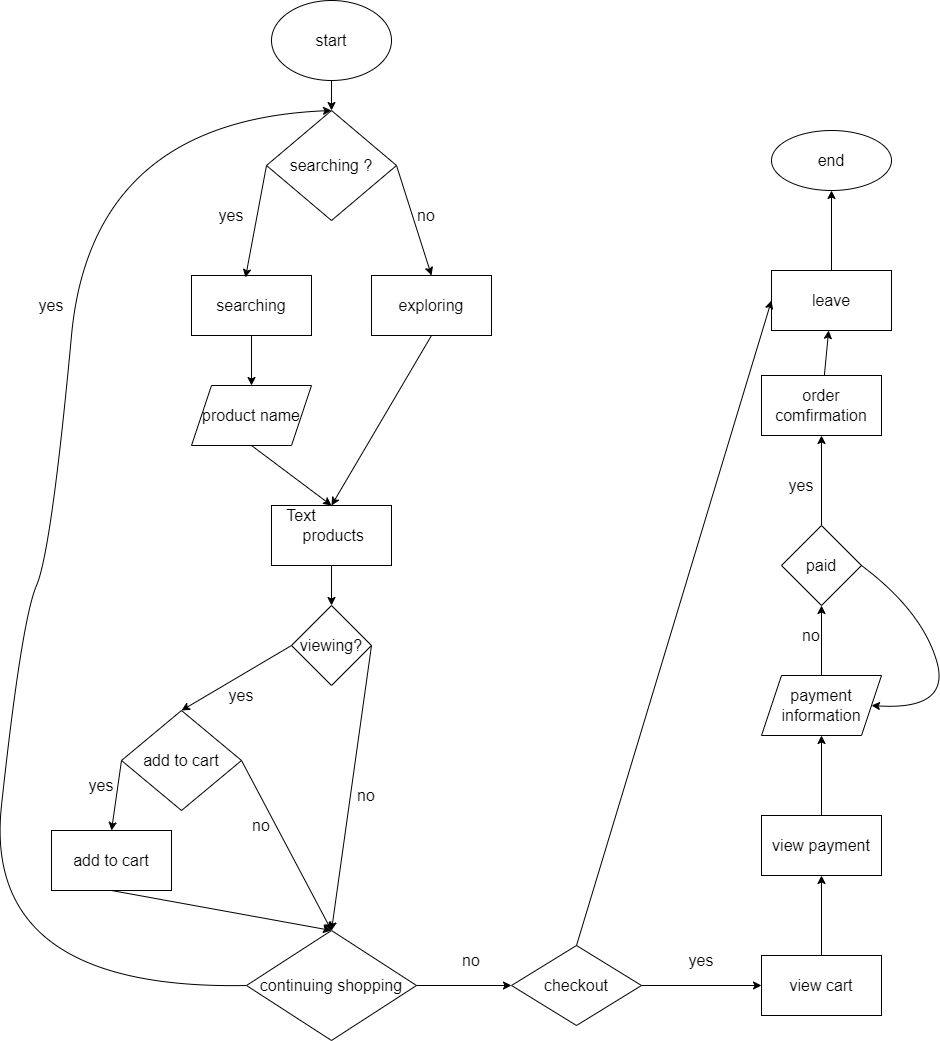 start
searching ?
yes
no
searching
exploring
product name
Text
products
viewing?
yes
no
add to cart
yes
no
add to cart
continuing shopping
yes
no
checkout
yes
view cart
view payment
payment
information
no
paid
yes
order
comfirmation
leave
end